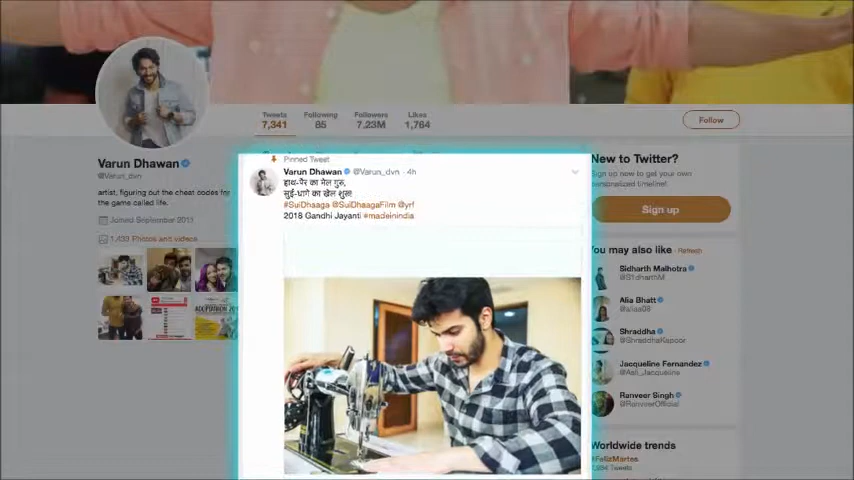 Tweets Following Followers Likes
7,341 85 7.23M 1,784
Follow
Varun Dhawan
@Varun_dvn
artist, figuring out the cheat codes for
the game called life.
Joined September 2011
1,439 Photos and videos
Pinned Tweet
Varun Dhawan @Varun_dvn · 4h
हाथ-पैर का मेल गुरु,
सुई-धागे का खेल शुरू!
#SuiDhaaga @SuiDhaagaFilm @yrf
2018 Gandhi Jayanti #madeinindia
New to Twitter?
Sign up now to get your own
personalized timeline!
Sign up
You may also like · Refresh
Sidharth Malhotra
@S1dharthM
Alia Bhatt
@aliaa08
Shraddha
@ShraddhaKapoor
Jacqueline Fernandez
@Asli_Jacqueline
Ranveer Singh
@RanveerOfficial
Worldwide trends
#FelizMartes
Tweets